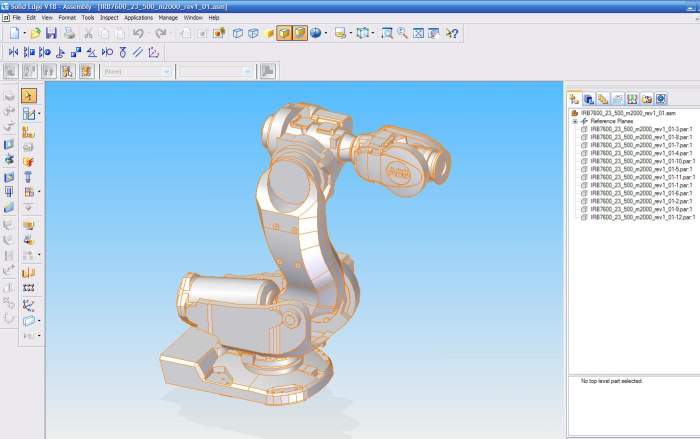 Solid Edge V18 - Assembly - [IRB7600_23_500_m2000_rev1_01.asm]
File Edit View Format Tools Inspect Applications Manage Window Help
(None)
IRB7600_23_500_m2000_rev1_01.asm
Reference Planes
IRB7600_23_500_m2000_rev1_01-3.par:1
IRB7600_23_500_m2000_rev1_01-8.par:1
IRB7600_23_500_m2000_rev1_01-7.par:1
IRB7600_23_500_m2000_rev1_01-4.par:1
IRB7600_23_500_m2000_rev1_01-10.par:1
IRB7600_23_500_m2000_rev1_01-5.par:1
IRB7600_23_500_m2000_rev1_01-11.par:1
IRB7600_23_500_m2000_rev1_01-1.par:1
IRB7600_23_500_m2000_rev1_01-6.par:1
IRB7600_23_500_m2000_rev1_01-2.par:1
IRB7600_23_500_m2000_rev1_01-9.par:1
IRB7600_23_500_m2000_rev1_01-12.par:1
ABB
No top level part selected.